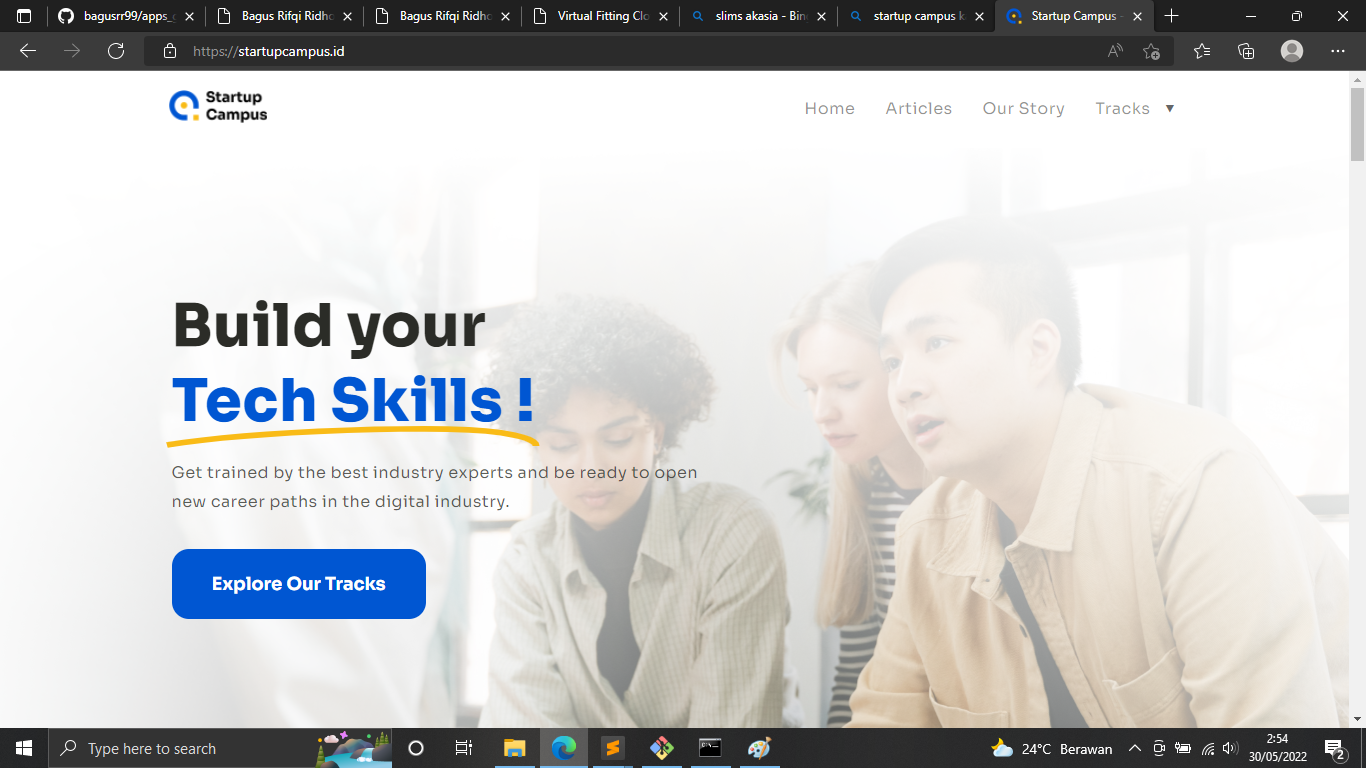 bagusrr99/apps_
Bagus Rifqi Ridho
Bagus Rifqi Ridho
Virtual Fitting Clo
slims akasia - Bin
startup campus k
Startup Campus -
https://startupcampus.id
Startup
Campus
Home
Articles
Our Story
Tracks
Build your
Tech Skills !
Get trained by the best industry experts and be ready to open
new career paths in the digital industry.
Explore Our Tracks
Type here to search
24°C Berawan
2:54
30/05/2022
2